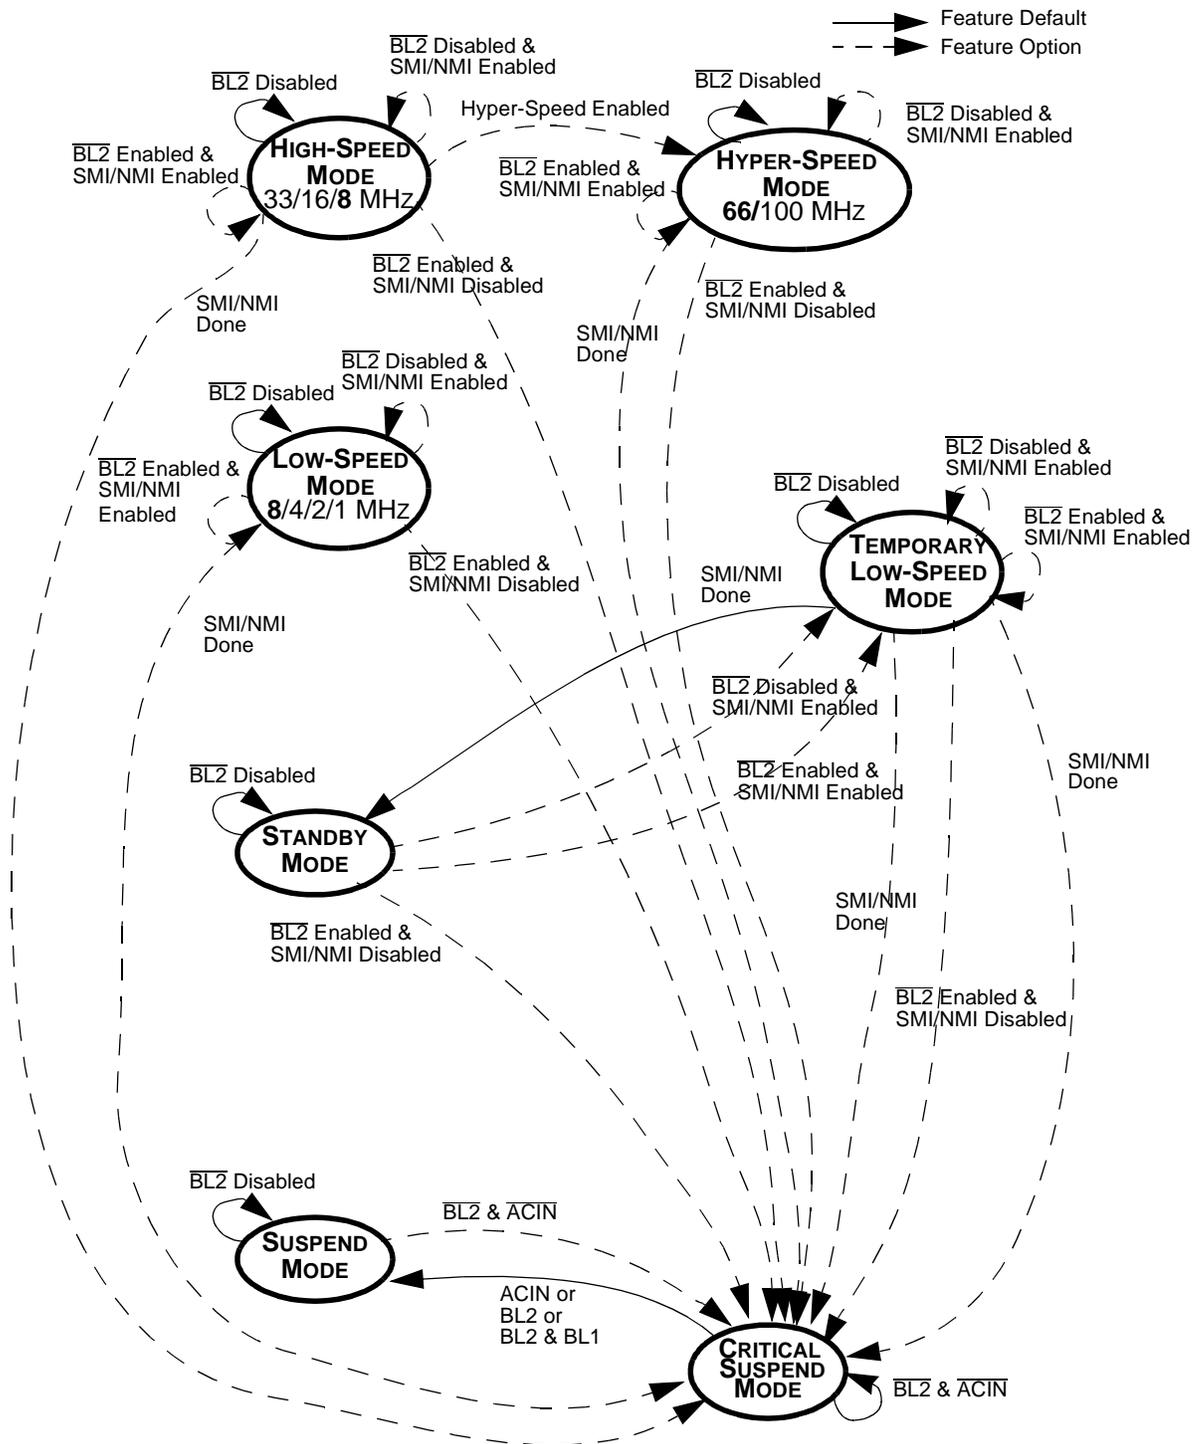 Feature Default
Feature Option
BL2 Disabled &
SMI/NMI Enabled
BL2 Disabled
Hyper-Speed Enabled
BL2 Disabled
BL2 Disabled &
SMI/NMI Enabled
BL2 Enabled &
SMI/NMI Enabled
HIGH-SPEED
MODE
33/16/8 MHz
BL2 Enabled &
SMI/NMI Enabled
HYPER-SPEED
MODE
66/100 MHz
BL2 Enabled &
SMI/NMI Disabled
SMI/NMI
Done
BL2 Enabled &
SMI/NMI Disabled
SMI/NMI
Done
BL2 Disabled &
SMI/NMI Enabled
BL2 Disabled
BL2 Enabled &
SMI/NMI
Enabled
LOW-SPEED
MODE
8/4/2/1 MHz
BL2 Enabled &
SMI/NMI Disabled
BL2 Disabled &
SMI/NMI Enabled
BL2 Disabled
BL2 Enabled &
SMI/NMI Enabled
TEMPORARY
LOW-SPEED
MODE
SMI/NMI
Done
SMI/NMI
Done
BL2 Disabled &
SMI/NMI Enabled
BL2 Enabled &
SMI/NMI Enabled
SMI/NMI
Done
BL2 Disabled
STANDBY
MODE
SMI/NMI
Done
BL2 Enabled &
SMI/NMI Disabled
BL2 Enabled &
SMI/NMI Disabled
BL2 Disabled
BL2 & ACIN
SUSPEND
MODE
ACIN or
BL2 or
BL2 & BL1
CRITICAL
SUSPEND
MODE
BL2 & ACIN